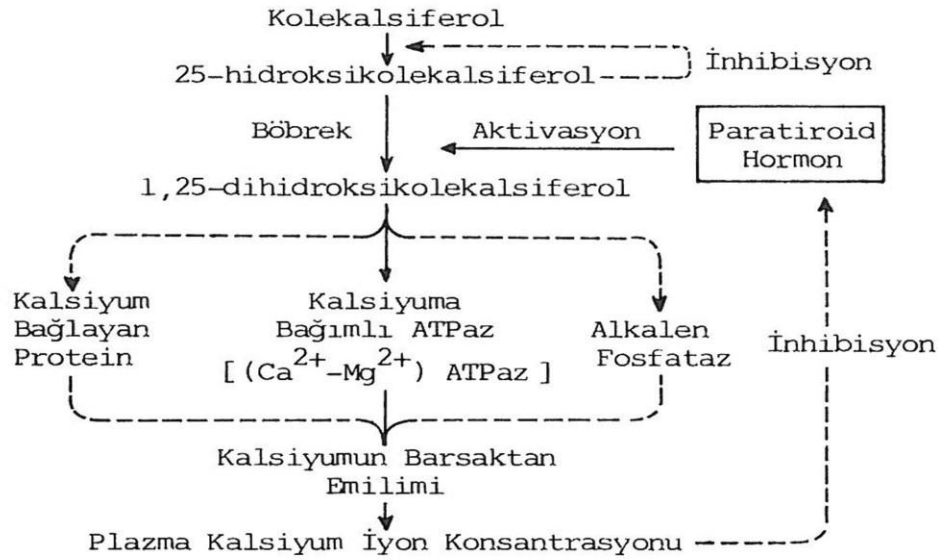 Kolekalsiferol
25-hidroksikolekalsiferol
İnhibisyon
Böbrek
Aktivasyon
Paratiroid
Hormon
1,25-dihidroksikolekalsiferol
Kalsiyum
Bağlayan
Protein
Kalsiyuma
Bağımlı ATPaz
[(Ca²⁺-Mg²⁺) ATPaz]
Alkalen
Fosfataz
İnhibisyon
Kalsiyumun Barsaktan
Emilimi
Plazma Kalsiyum İyon Konsantrasyonu